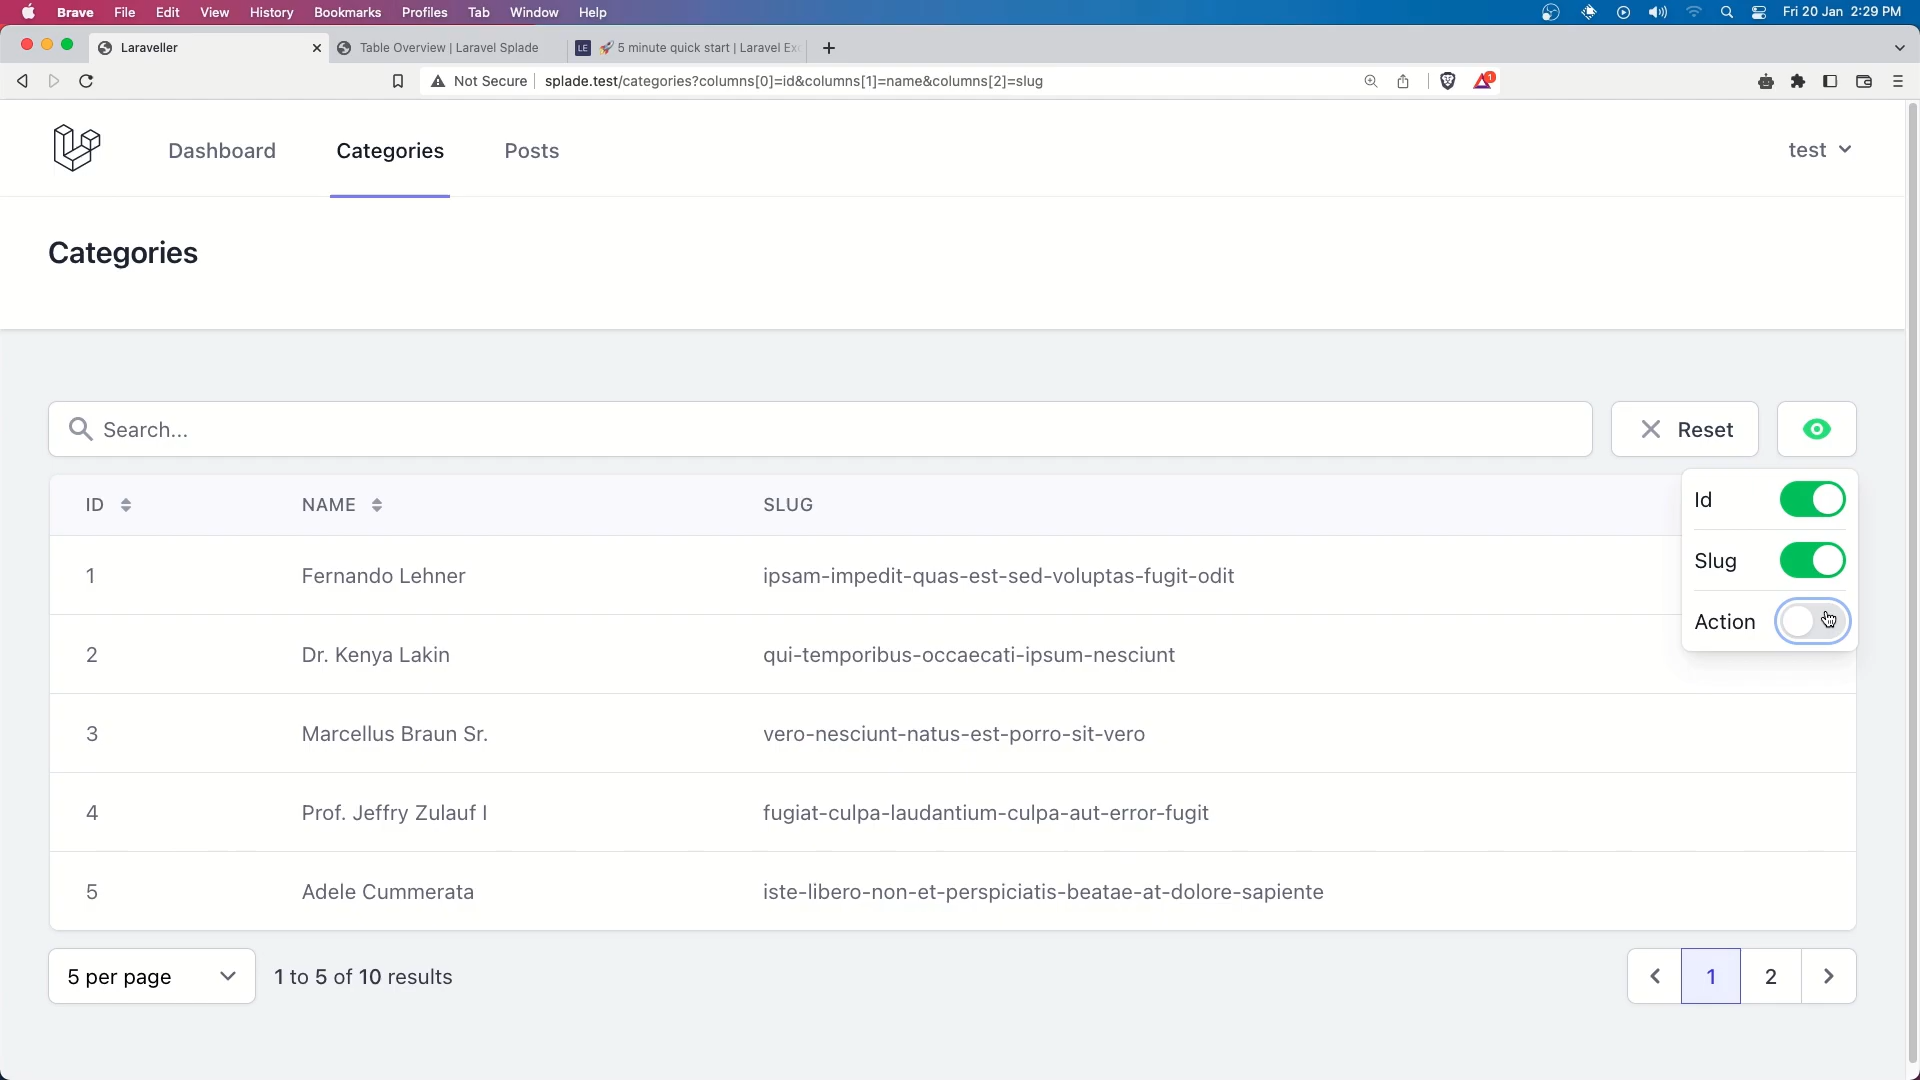 Brave File Edit View History Bookmarks Profiles Tab Window Help Fri 20 Jan 2:29 PM
Laraveller
Table Overview | Laravel Splade
LE 🚀 5 minute quick start | Laravel Ex
Not Secure splade.test/categories?columns[0]=id&columns[1]=name&columns[2]=slug
1
Dashboard Categories Posts test
Categories
Search... Reset
ID NAME SLUG
Id
Slug
Action
1 Fernando Lehner ipsam-impedit-quas-est-sed-voluptas-fugit-odit
2 Dr. Kenya Lakin qui-temporibus-occaecati-ipsum-nesciunt
3 Marcellus Braun Sr. vero-nesciunt-natus-est-porro-sit-vero
4 Prof. Jeffry Zulauf I fugiat-culpa-laudantium-culpa-aut-error-fugit
5 Adele Cummerata iste-libero-non-et-perspiciatis-beatae-at-dolore-sapiente
5 per page 1 to 5 of 10 results 1 2